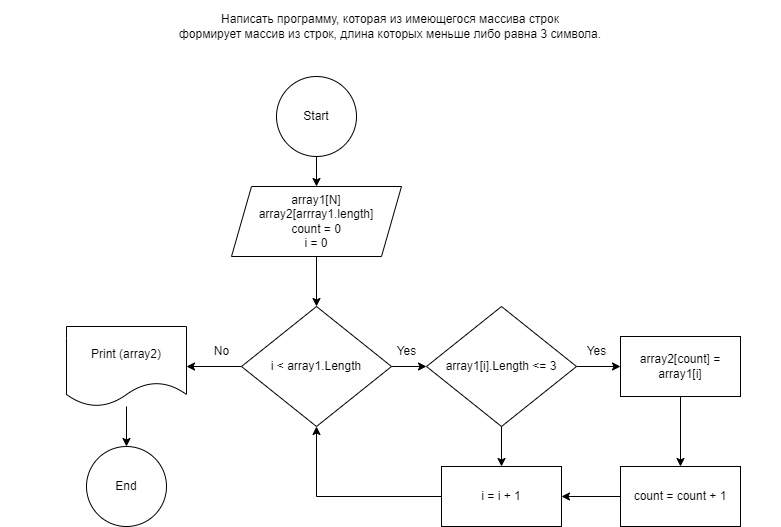 Написать программу, которая из имеющегося массива строк
формирует массив из строк, длина которых меньше либо равна 3 символа.
Start
array1[N]
array2[arrray1.length]
count = 0
i = 0
Print (array2)
No
i < array1.Length
Yes
array1[i].Length <= 3
Yes
array2[count] =
array1[i]
End
i = i + 1
count = count + 1